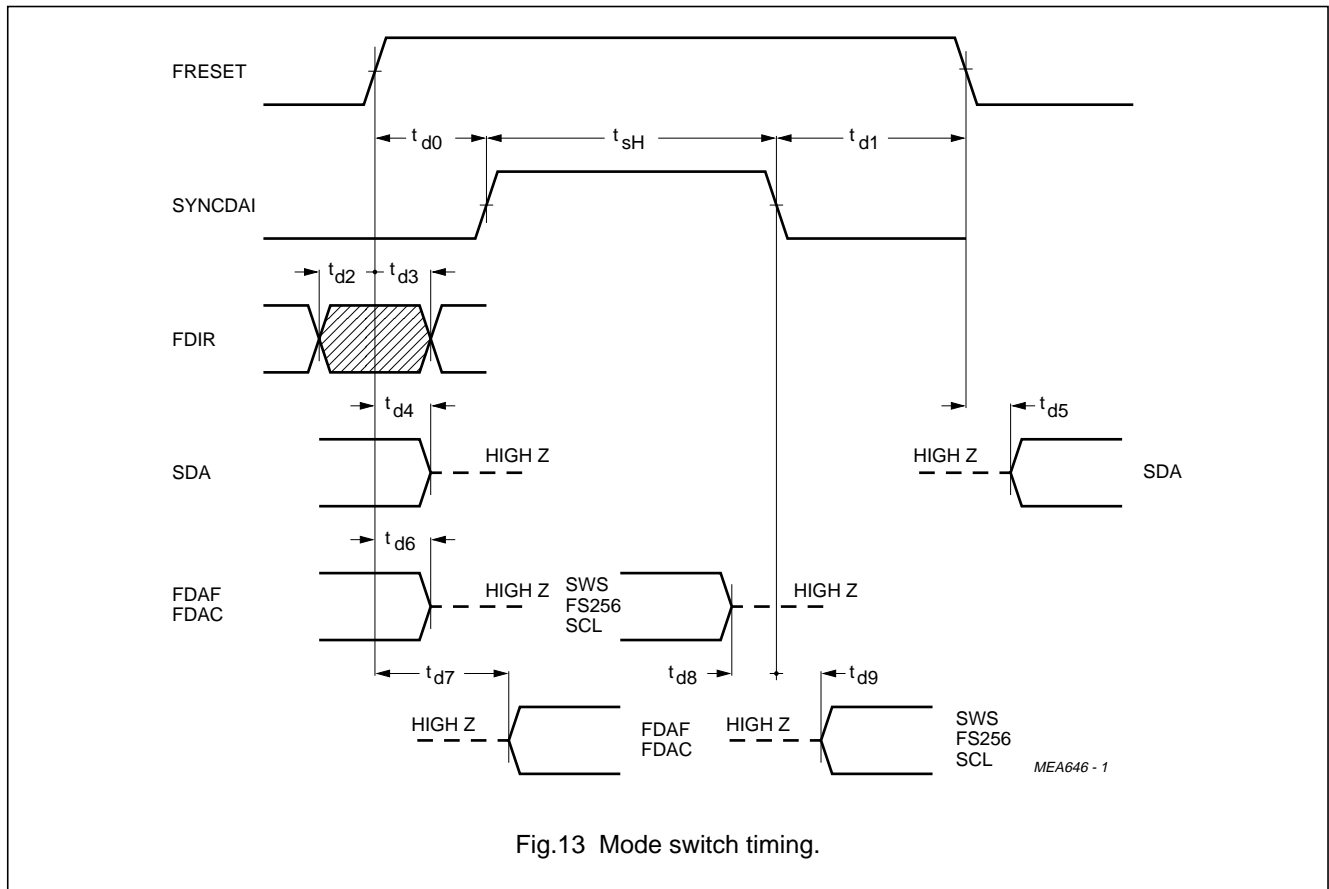 FRESET
t d0
t sH
t d1
SYNCDAI
t d2
t d3
FDIR
t d4
t d5
SDA
HIGH Z
HIGH Z
SDA
t d6
FDAF
FDAC
HIGH Z
SWS
FS256
SCL
HIGH Z
t d7
t d8
t d9
HIGH Z
FDAF
FDAC
HIGH Z
SWS
FS256
SCL
MEA646 - 1
Fig.13 Mode switch timing.